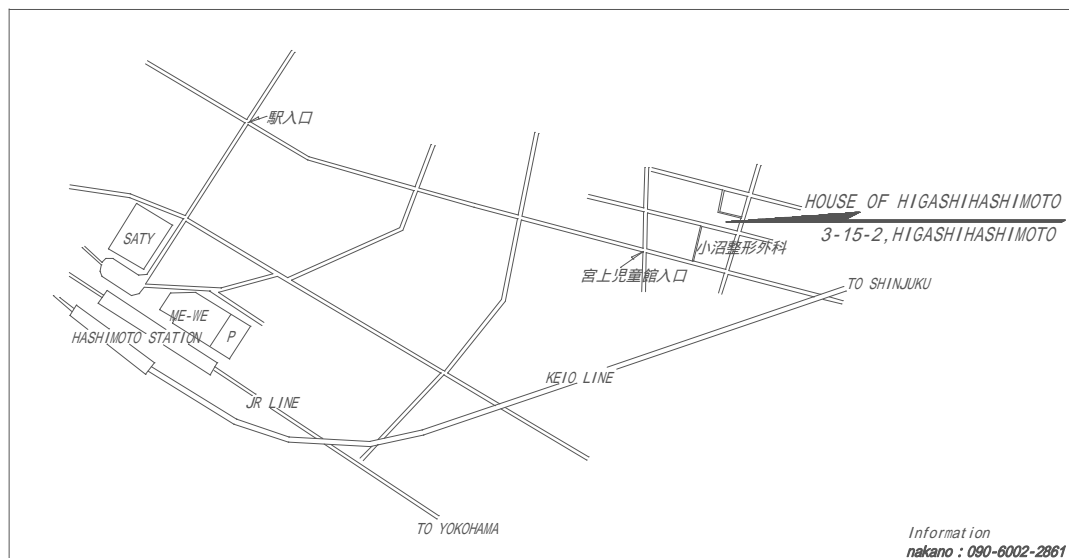 駅入口
HOUSE OF HIGASHIHASHIMOTO
3-15-2,HIGASHIHASHIMOTO
SATY
小沼整形外科
宮上児童館入口
TO SHINJUKU
ME-WE
P
HASHIMOTO STATION
KEIO LINE
JR LINE
TO YOKOHAMA
Information
nakano : 090-6002-2861